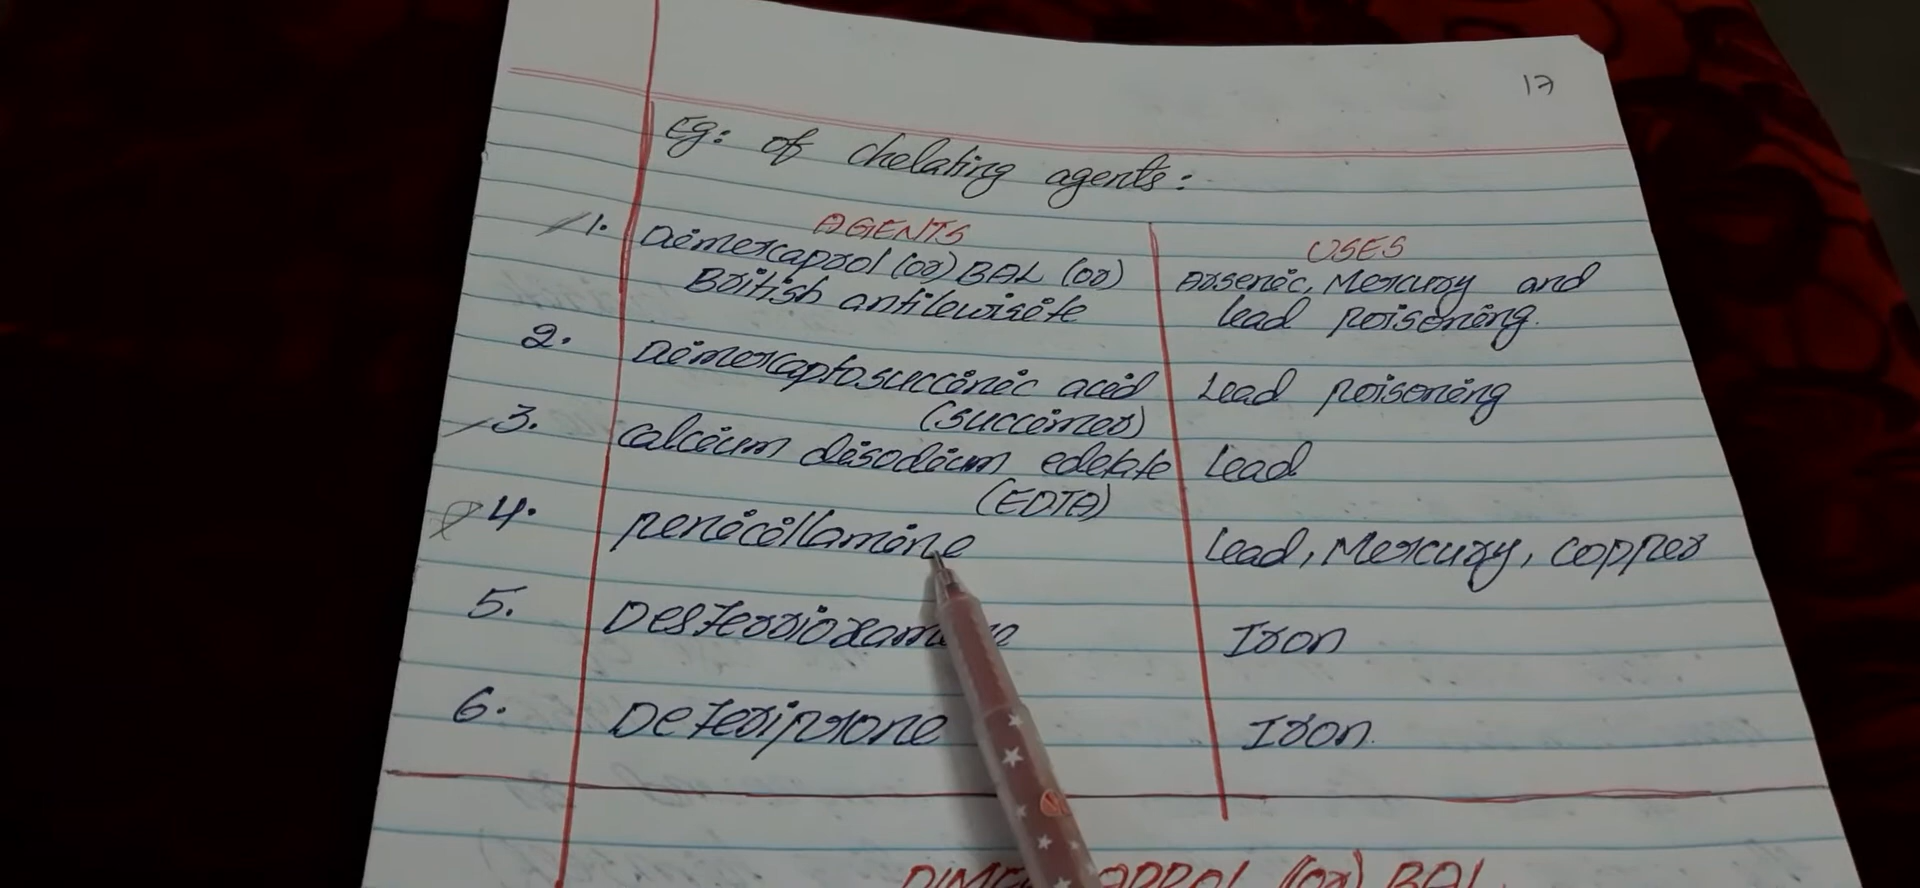 17
Eg: of chelating agents:
AGENTS USES
1. Dimercaprol (or) BAL (or) Arsenic, Mercury and
British antilewisite lead poisoning.
2. Dimercaptosuccinic acid Lead poisoning
(succimer)
3. calcium disodium edetate Lead
(EDTA)
4. penicillamine Lead, Mercury, copper
5. Desferrioxamine Iron
6. Deferiprone Iron.
(or) BAL